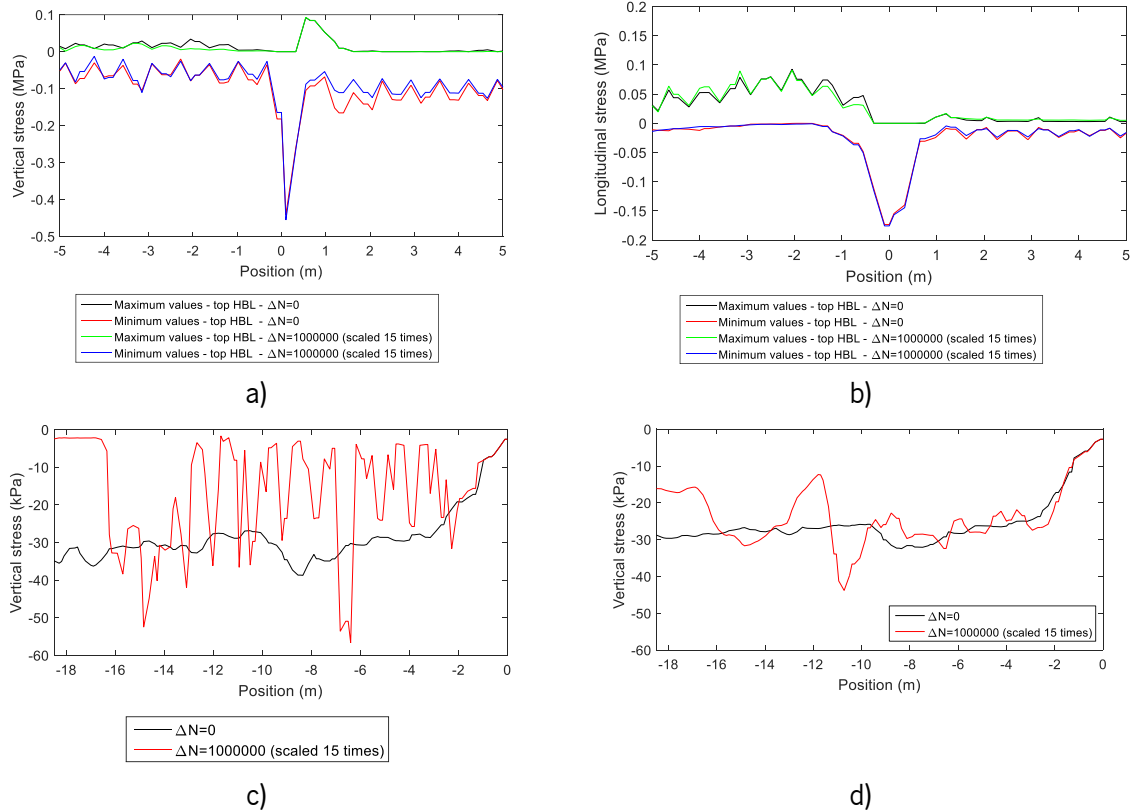 0.1
0
-0.1
-0.2
-0.3
-0.4
-0.5
Vertical stress (MPa)
-5 -4 -3 -2 -1 0 1 2 3 4 5
Position (m)
Maximum values - top HBL - ΔN=0
Minimum values - top HBL - ΔN=0
Maximum values - top HBL - ΔN=1000000 (scaled 15 times)
Minimum values - top HBL - ΔN=1000000 (scaled 15 times)
a)
0.2
0.15
0.1
0.05
0
-0.05
-0.1
-0.15
-0.2
Longitudinal stress (MPa)
-5 -4 -3 -2 -1 0 1 2 3 4 5
Position (m)
Maximum values - top HBL - ΔN=0
Minimum values - top HBL - ΔN=0
Maximum values - top HBL - ΔN=1000000 (scaled 15 times)
Minimum values - top HBL - ΔN=1000000 (scaled 15 times)
b)
0
-10
-20
-30
-40
-50
-60
Vertical stress (kPa)
-18 -16 -14 -12 -10 -8 -6 -4 -2 0
Position (m)
ΔN=0
ΔN=1000000 (scaled 15 times)
c)
0
-10
-20
-30
-40
-50
-60
Vertical stress (kPa)
-18 -16 -14 -12 -10 -8 -6 -4 -2 0
Position (m)
ΔN=0
ΔN=1000000 (scaled 15 times)
d)